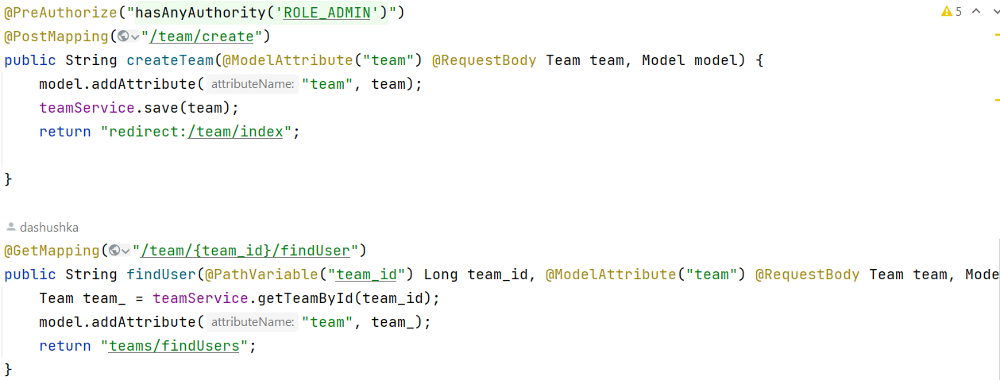 @PreAuthorize("hasAnyAuthority('ROLE_ADMIN')") 5
@PostMapping("/team/create")
public String createTeam(@ModelAttribute("team") @RequestBody Team team, Model model) {
    model.addAttribute( attributeName: "team", team);
    teamService.save(team);
    return "redirect:/team/index";
}
dashushka
@GetMapping("/team/{team_id}/findUser")
public String findUser(@PathVariable("team_id") Long team_id, @ModelAttribute("team") @RequestBody Team team, Mode
    Team team_ = teamService.getTeamById(team_id);
    model.addAttribute( attributeName: "team", team_);
    return "teams/findUsers";
}